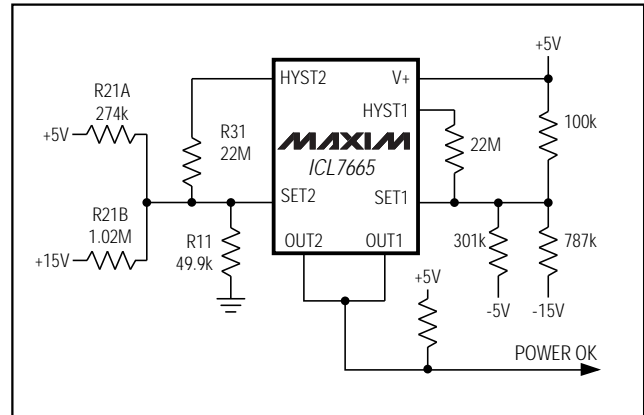 +5V
R21A
274k
+5V
R21B
1.02M
+15V
R31
22M
R11
49.9k
HYST2
V+
HYST1
MAXIM
ICL7665
SET2
SET1
OUT2
OUT1
22M
100k
301k
787k
+5V
-5V
-15V
POWER OK